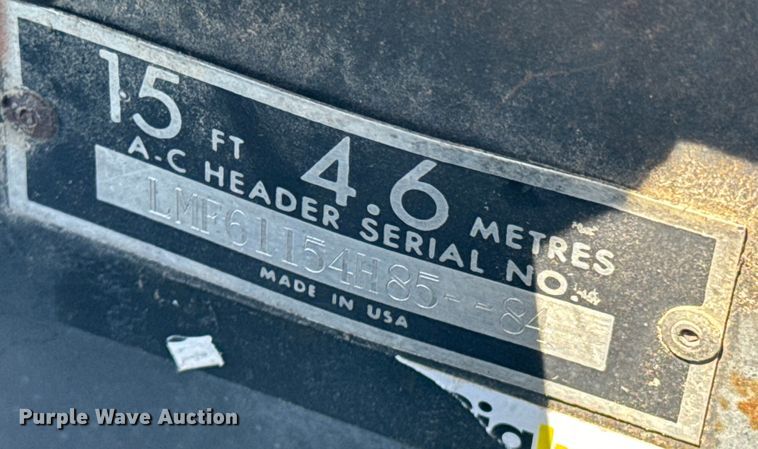 15 FT 4.6 METRES
A-C HEADER SERIAL NO.
LMF61154H85--84
MADE IN USA
Purple Wave Auction